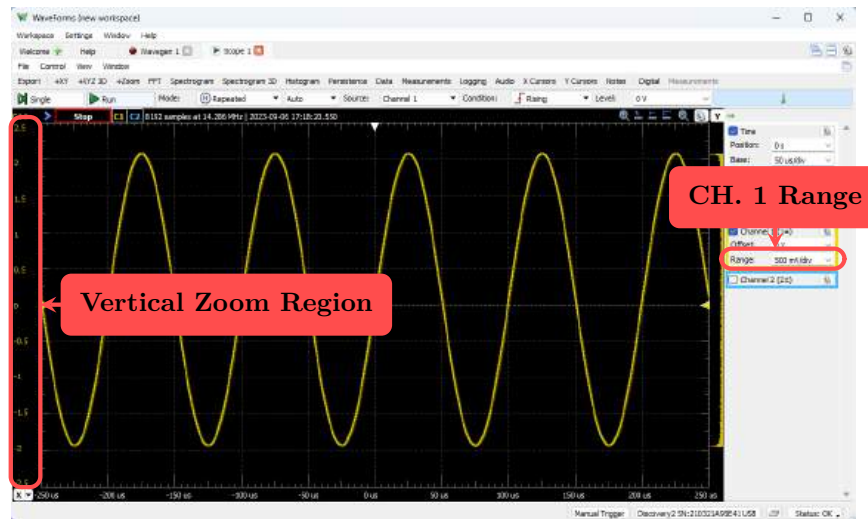 WaveForms (new workspace)
Workspace Settings Window Help
Welcome Help Wavegen 1 Scope 1
File Control View Window
Export +XY +XYZ 3D +Zoom FFT Spectrogram Spectrogram 3D Histogram Persistence Data Measurements Logging Audio X Cursors Y Cursors Notes Digital Measurements
Single Run Mode: Repeated Auto Source: Channel 1 Condition: Rising Level: 0 V
Stop C1 C2 8192 samples at 14.286 MHz | 2023-09-06 17:18:20.550 Y
2.5
Time
Position: 0 s
2
Base: 50 us/div
CH. 1 Range
1.5
1
Offset:
Range: 500 mV/div
0.5
Channel 2 (2±)
Vertical Zoom Region
0
-0.5
-1
-1.5
-2
-2.5
X -250 us -200 us -150 us -100 us -50 us 0 us 50 us 100 us 150 us 200 us 250 us
Manual Trigger Discovery2 SN:210321A98E41 USB Status: OK